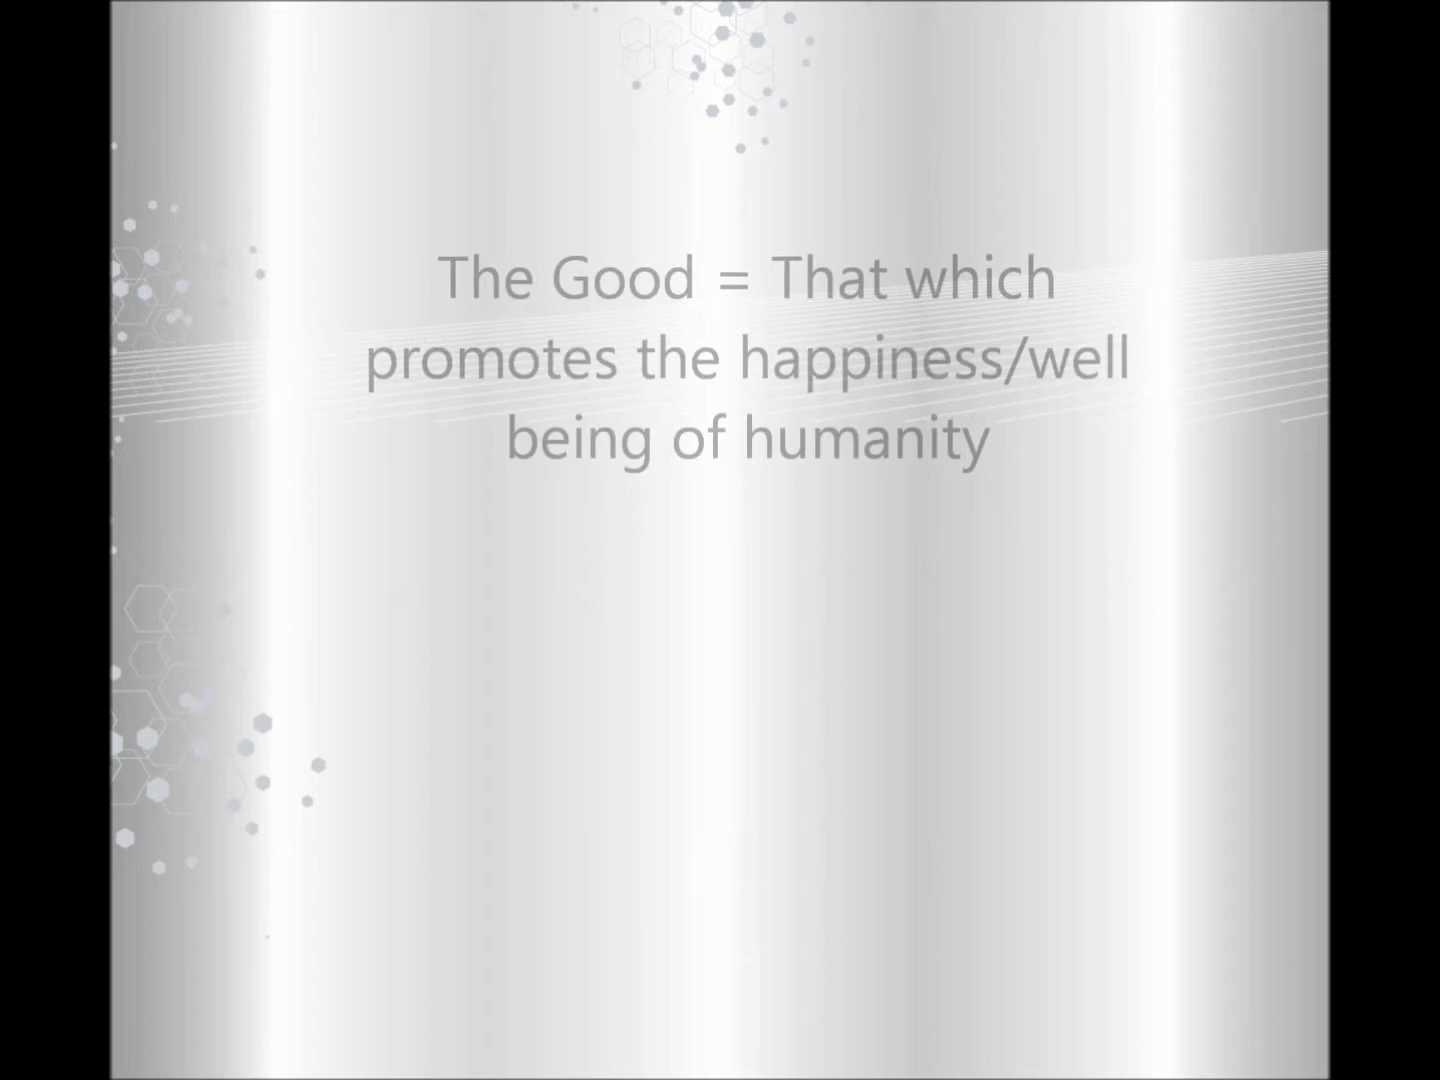 The Good = That which
promotes the happiness/well
being of humanity